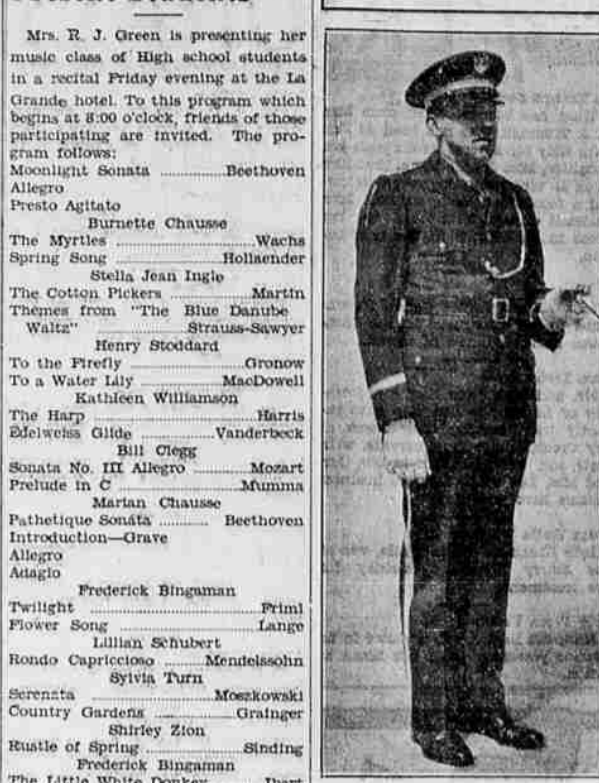 Mrs. R. J. Green is presenting her
music class of High school students
in a recital Friday evening at the La
Grande hotel. To this program which
begins at 8:00 o'clock, friends of those
participating are invited. The pro-
gram follows:
Moonlight Sonata ............Beethoven
Allegro
Presto Agitato
Burnette Chausse
The Myrtles ........................Wachs
Spring Song ..................Hollaender
Stella Jean Ingle
The Cotton Pickers ..............Martin
Themes from "The Blue Danube
Waltz" ..................Strauss-Sawyer
Henry Stoddard
To the Firefly .....................Gronow
To a Water Lily ............MacDowell
Kathleen Williamson
The Harp ..........................Harris
Edelweiss Glide ............Vanderbeck
Bill Clegg
Sonata No. III Allegro ..........Mozart
Prelude in C ......................Mumma
Marian Chausse
Pathetique Sonata ........... Beethoven
Introduction—Grave
Allegro
Adagio
Frederick Bingaman
Twilight ............................Friml
Flower Song ......................Lange
Lillian Schubert
Rondo Capriccioso ........Mendelssohn
Sylvia Turn
Serenata ....................Moszkowski
Country Gardens ............Grainger
Shirley Zion
Rustle of Spring ................Sinding
Frederick Bingaman
The Little White Donkey ........Ibert